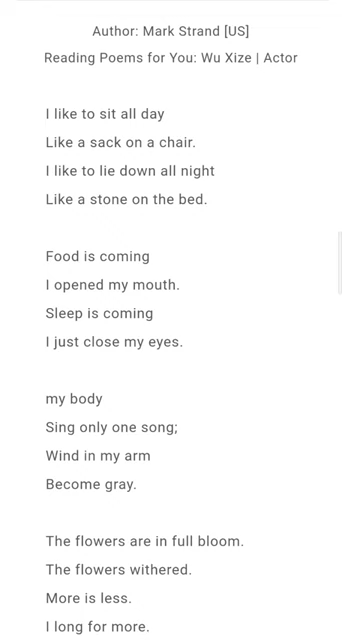 Author: Mark Strand [US]
Reading Poems for You: Wu Xize | Actor
I like to sit all day
Like a sack on a chair.
I like to lie down all night
Like a stone on the bed.
Food is coming
I opened my mouth.
Sleep is coming
I just close my eyes.
my body
Sing only one song;
Wind in my arm
Become gray.
The flowers are in full bloom.
The flowers withered.
More is less.
I long for more.